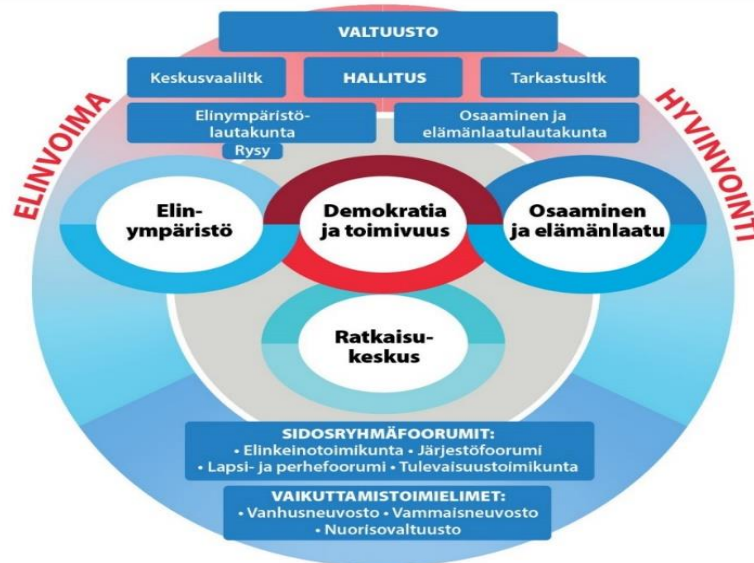 VALTUUSTO
Keskusvaaliltk
HALLITUS
Tarkastusltk
Elinympäristö-
lautakunta
Rysy
Osaaminen ja
elämänlaatulautakunta
ELINVOIMA
HYVINVOINTI
Elin-
ympäristö
Demokratia
ja toimivuus
Osaaminen
ja elämänlaatu
Ratkaisu-
keskus
SIDOSRYHMÄFOORUMIT:
• Elinkeinotoimikunta • Järjestöfoorumi
• Lapsi- ja perhefoorumi • Tulevaisuustoimikunta
VAIKUTTAMISTOIMIELIMET:
• Vanhusneuvosto • Vammaisneuvosto
• Nuorisovaltuusto